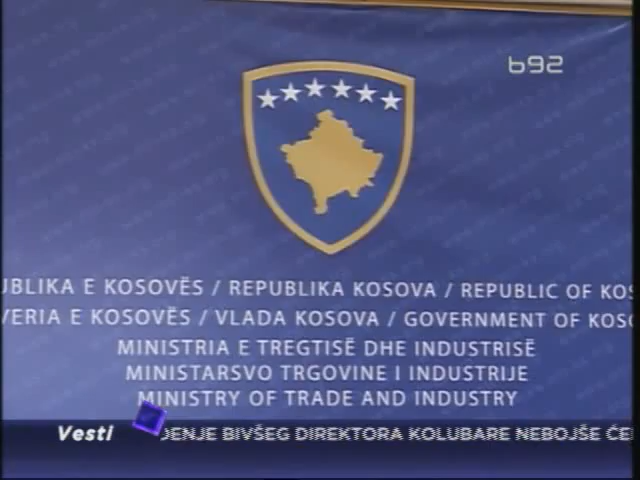 b92
UBLIKA E KOSOVËS / REPUBLIKA KOSOVA / REPUBLIC OF KOS
VERIA E KOSOVËS / VLADA KOSOVA / GOVERNMENT OF KOSO
MINISTRIA E TREGTISË DHE INDUSTRISË
MINISTARSVO TRGOVINE I INDUSTRIJE
MINISTRY OF TRADE AND INDUSTRY
Vesti ĐENJE BIVŠEG DIREKTORA KOLUBARE NEBOJŠE ĆE